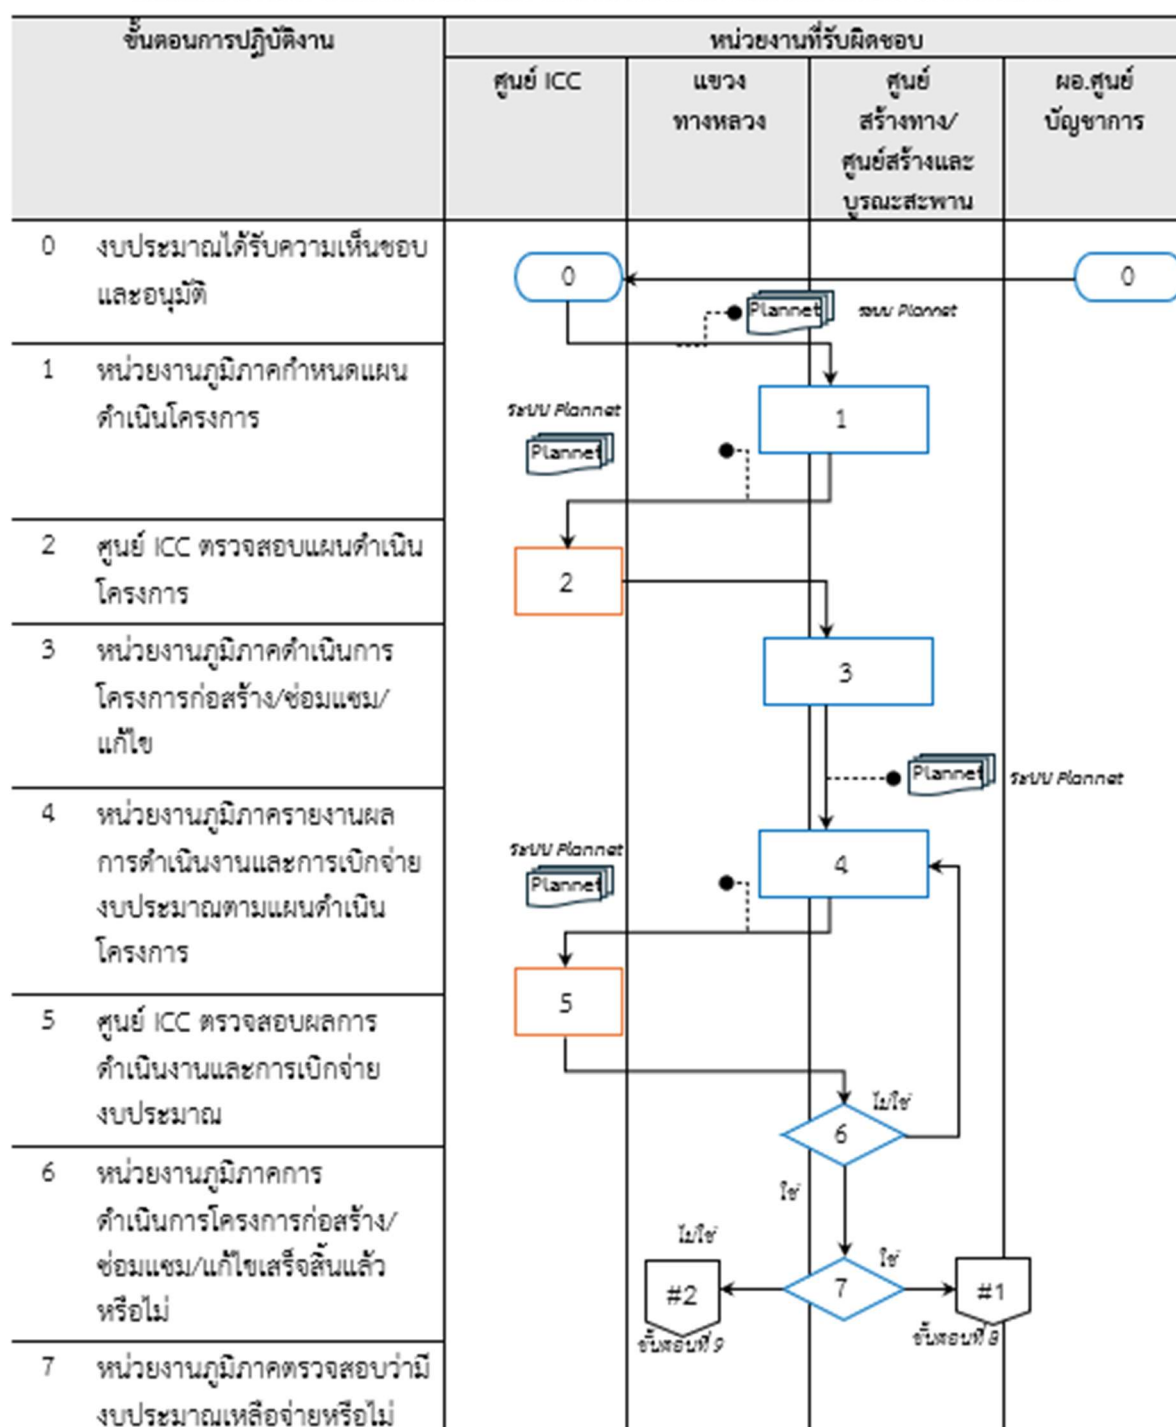 ขั้นตอนการปฏิบัติงาน
หน่วยงานที่รับผิดชอบ
ศูนย์ ICC
แขวง
ทางหลวง
ศูนย์
สร้างทาง/
ศูนย์สร้างและ
บูรณะสะพาน
ผอ.ศูนย์
บัญชาการ
0 งบประมาณได้รับความเห็นชอบ
และอนุมัติ
0
0
Plannet
ระบบ Plannet
1 หน่วยงานภูมิภาคกำหนดแผน
ดำเนินโครงการ
1
ระบบ Plannet
Plannet
2 ศูนย์ ICC ตรวจสอบแผนดำเนิน
โครงการ
2
3 หน่วยงานภูมิภาคดำเนินการ
โครงการก่อสร้าง/ซ่อมแซม/
แก้ไข
3
Plannet
ระบบ Plannet
4 หน่วยงานภูมิภาครายงานผล
การดำเนินงานและการเบิกจ่าย
งบประมาณตามแผนดำเนิน
โครงการ
4
ระบบ Plannet
Plannet
5 ศูนย์ ICC ตรวจสอบผลการ
ดำเนินงานและการเบิกจ่าย
งบประมาณ
5
6 หน่วยงานภูมิภาคการ
ดำเนินการโครงการก่อสร้าง/
ซ่อมแซม/แก้ไขเสร็จสิ้นแล้ว
หรือไม่
ไม่ใช่
6
ใช่
ไม่ใช่
ใช่
#2
7
#1
ขั้นตอนที่ 9
ขั้นตอนที่ 8
7 หน่วยงานภูมิภาคตรวจสอบว่ามี
งบประมาณเหลือจ่ายหรือไม่